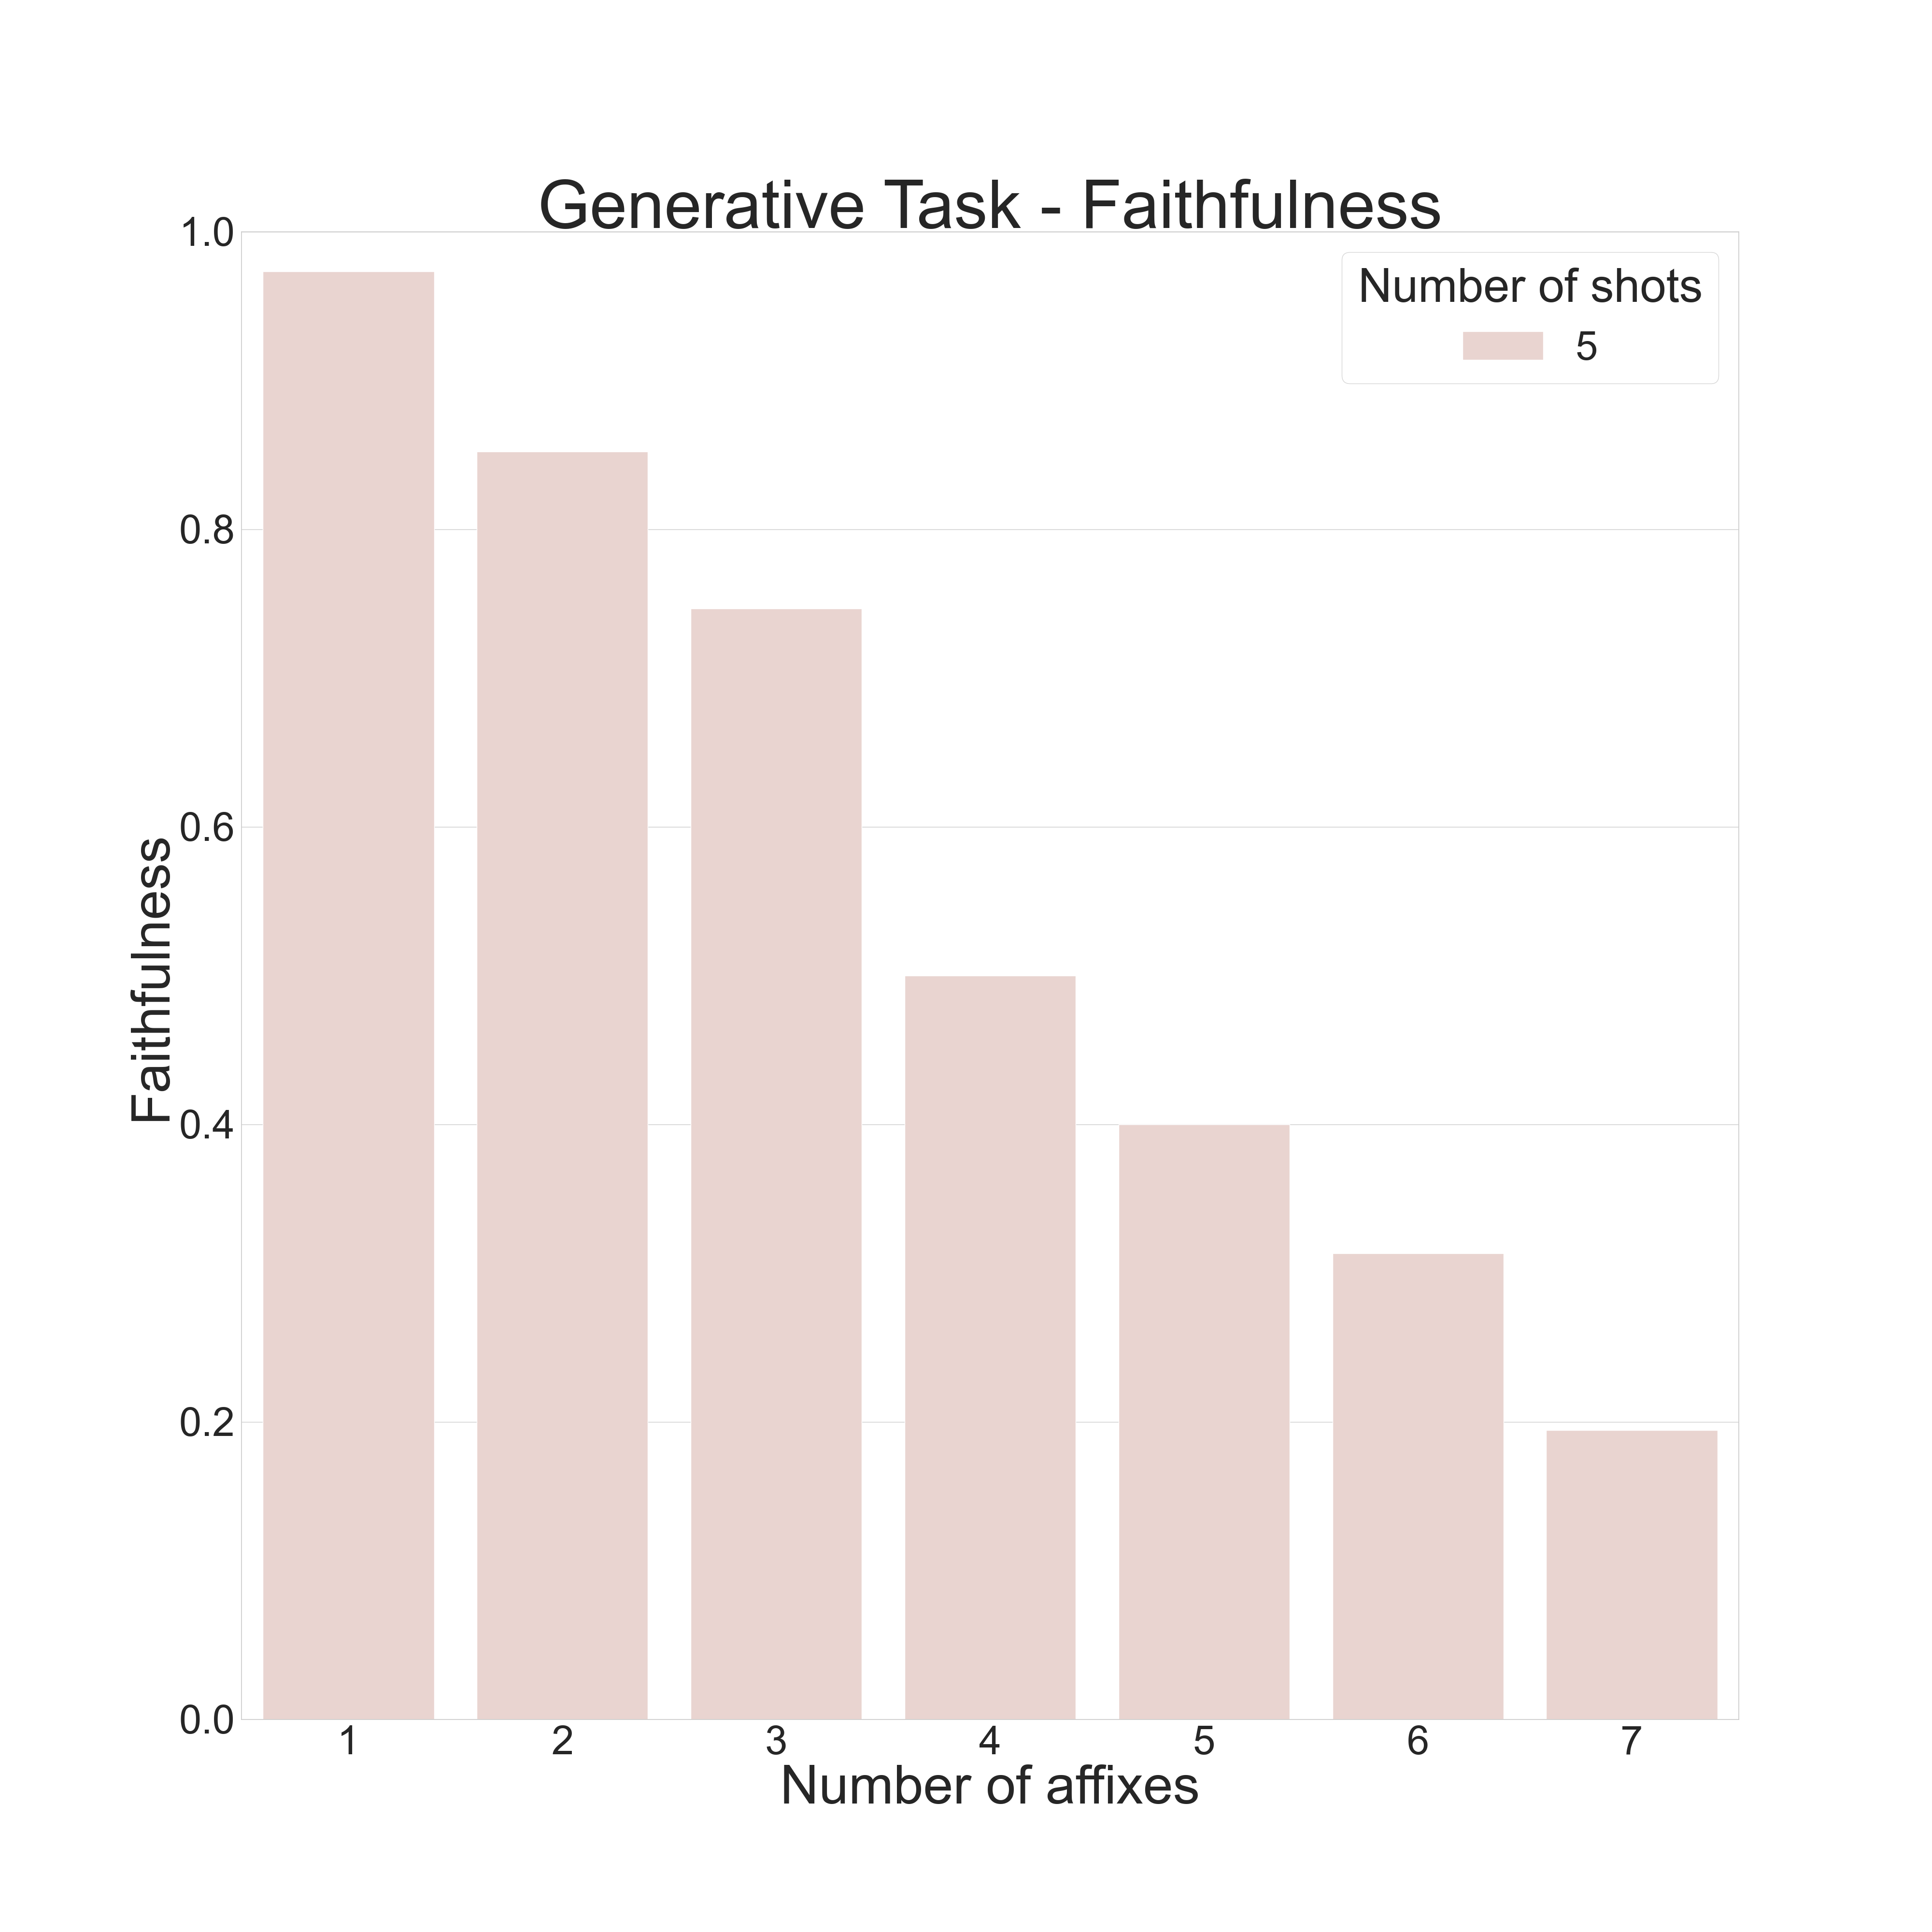 Generative Task - Faithfulness
Number of shots
5
Faithfulness
1.0
0.8
0.6
0.4
0.2
0.0
1 2 3 4 5 6 7
Number of affixes